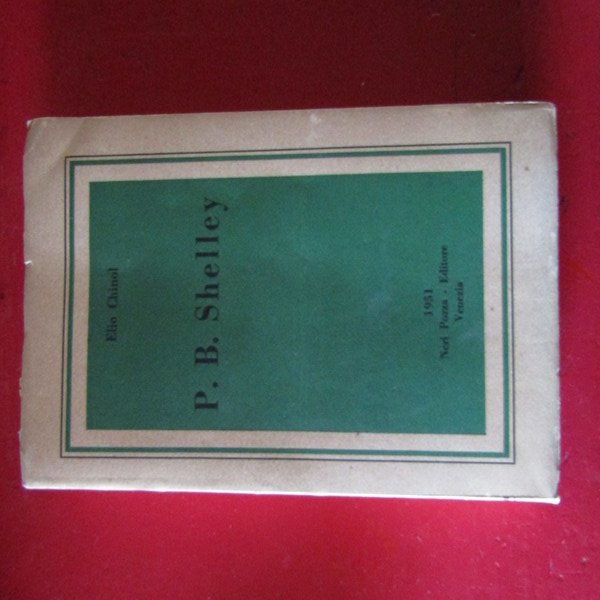 Elio Chinol
P. B. Shelley
1951
Neri Pozza - Editore
Venezia